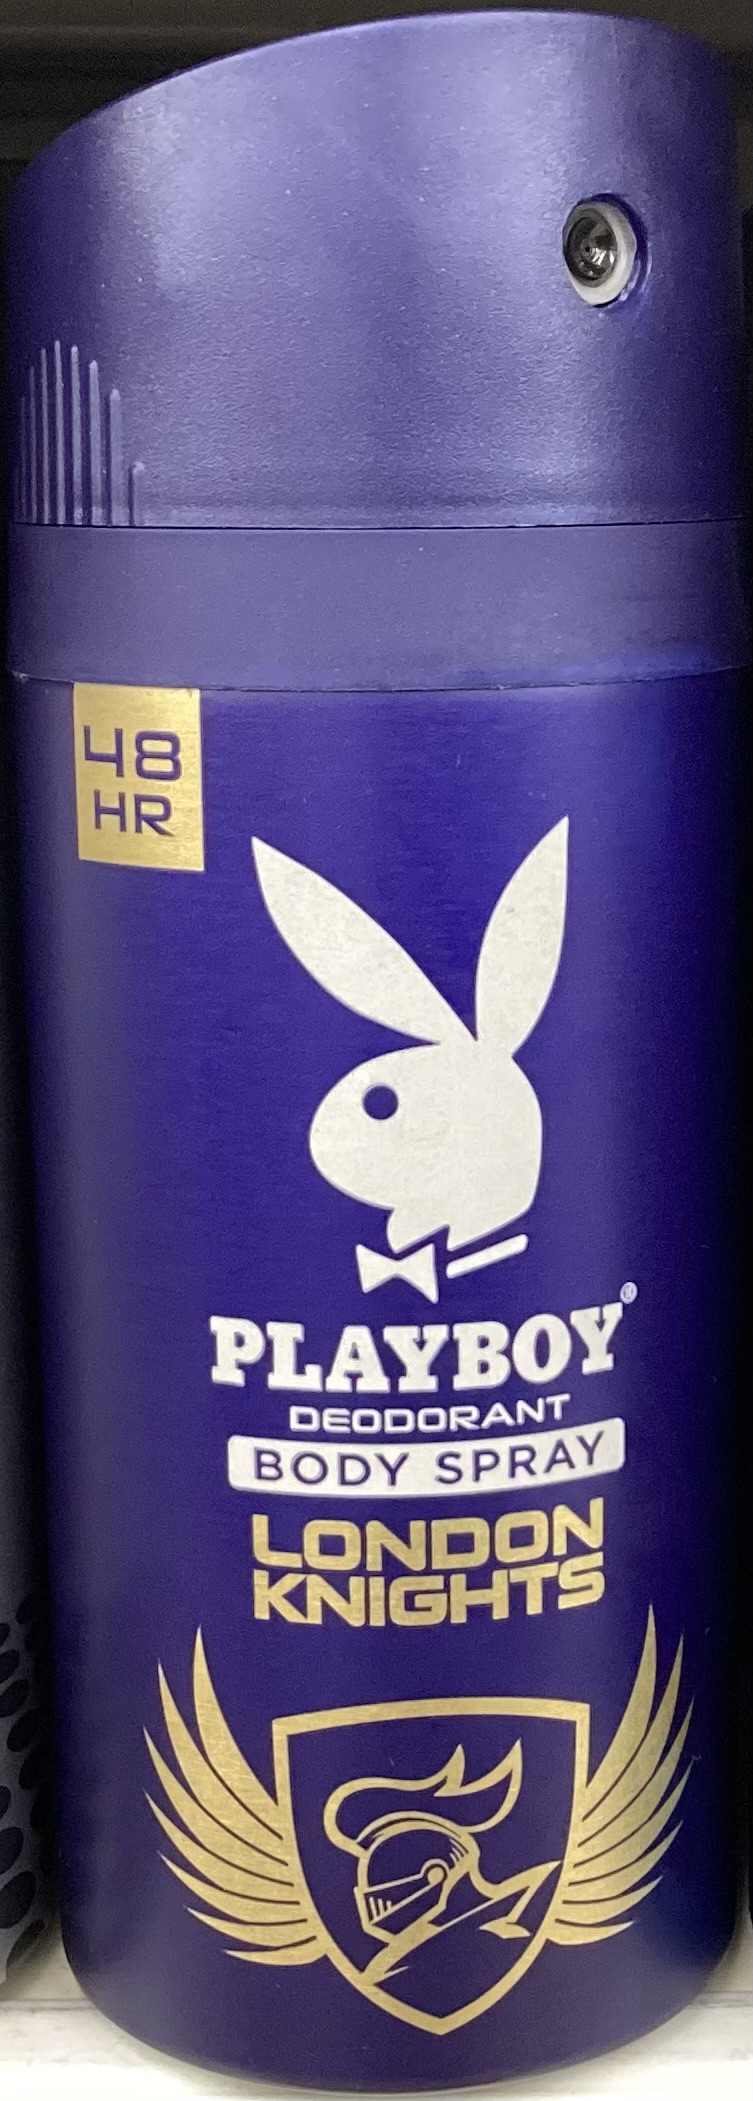 48
HR
PLAYBOY®
DEODORANT
BODY SPRAY
LONDON
KNIGHTS